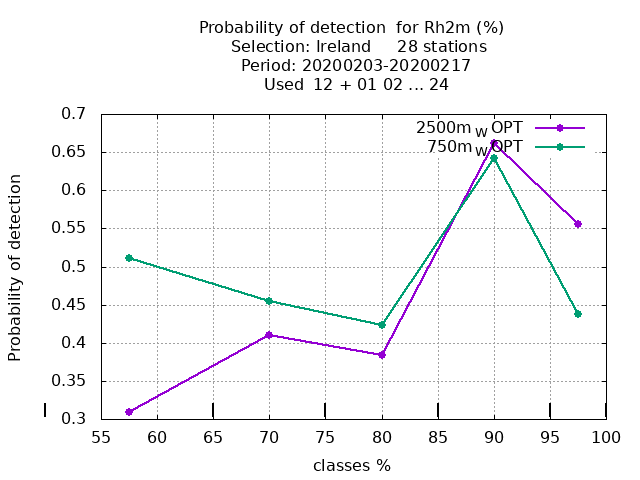 Probability of detection  for Rh2m (%)
Selection: Ireland     28 stations
Period: 20200203-20200217
Used  12 + 01 02 ... 24
0.7
0.65
0.6
0.55
0.5
0.45
0.4
0.35
0.3
Probability of detection
2500m W OPT
750m W OPT
55 60 65 70 75 80 85 90 95 100
classes %